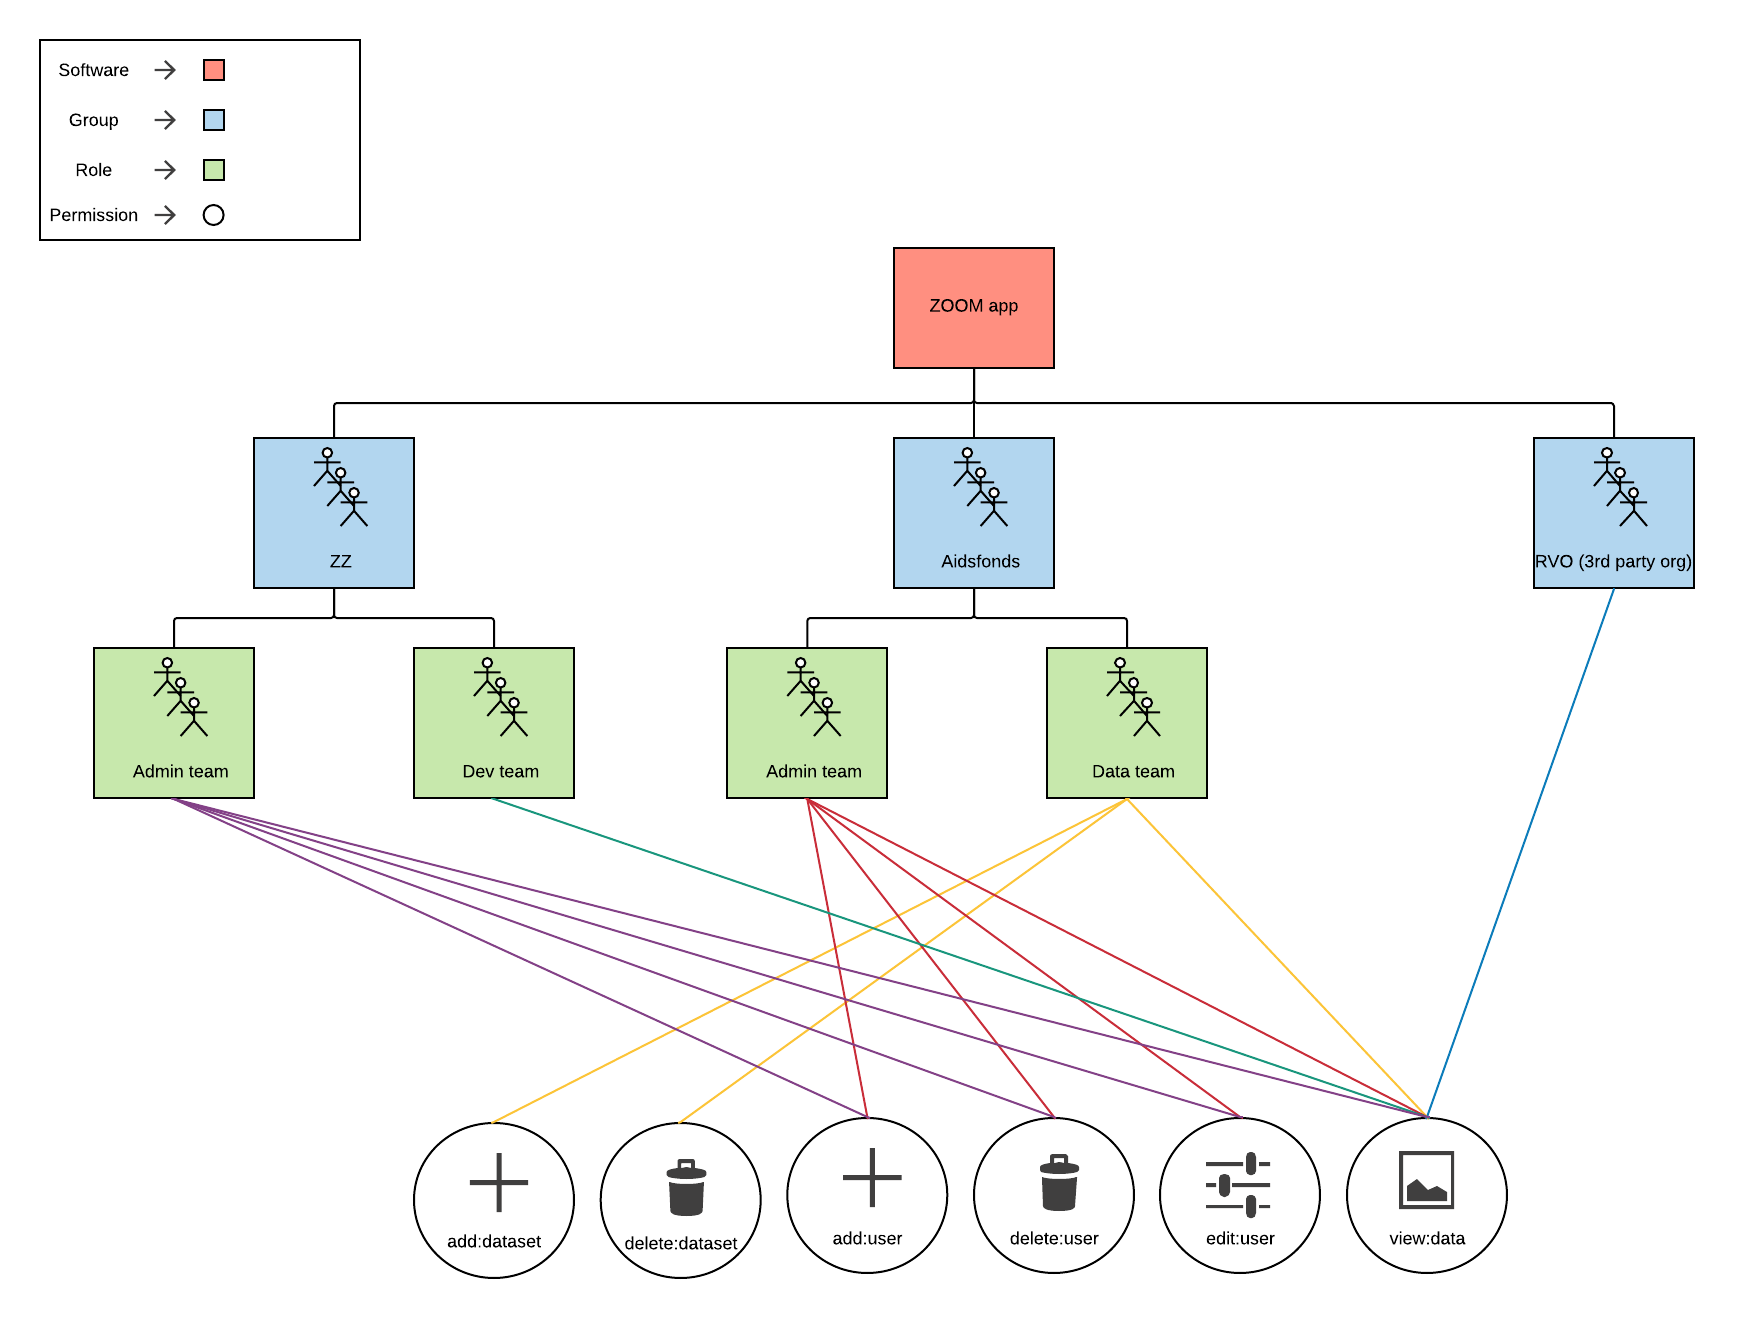 Software
Group
Role
Permission
ZOOM app
ZZ
Aidsfonds
RVO (3rd party org)
Admin team
Dev team
Admin team
Data team
add:dataset
delete:dataset
add:user
delete:user
edit:user
view:data